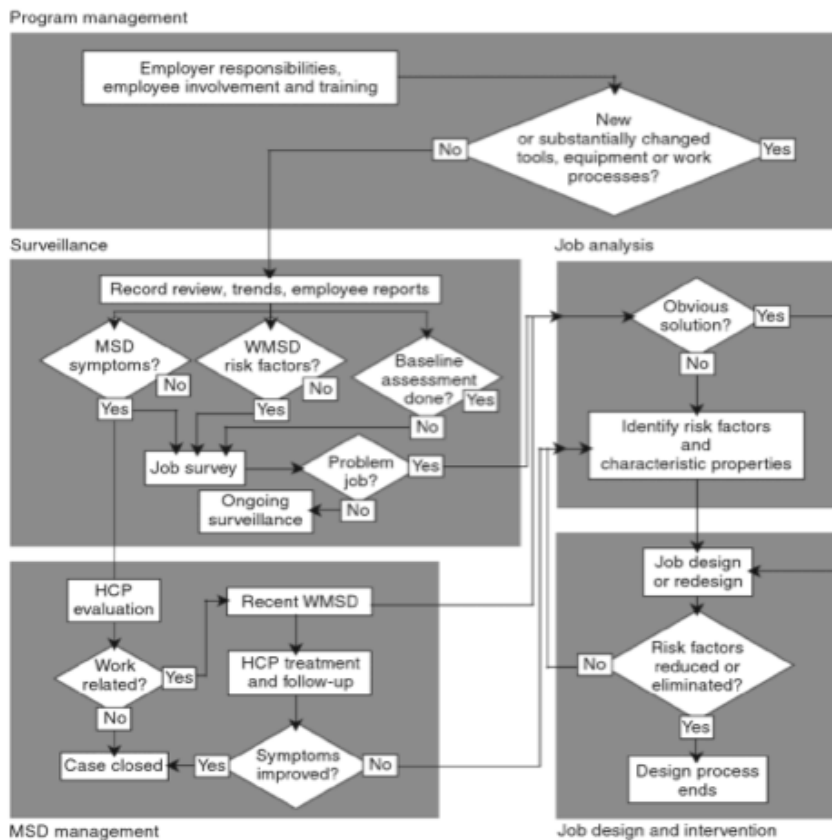 Program management
Employer responsibilities,
employee involvement and training
New
or substantially changed
tools, equipment or work
processes?
No
Yes
Surveillance
Record review, trends, employee reports
MSD
symptoms?
No
Yes
WMSD
risk factors?
No
Yes
Baseline
assessment
done?
Yes
No
Job survey
Problem
job?
Yes
No
Ongoing
surveillance
Job analysis
Obvious
solution?
Yes
No
Identify risk factors
and
characteristic properties
HCP
evaluation
Work
related?
Yes
No
Case closed
Recent WMSD
HCP treatment
and follow-up
Symptoms
improved?
Yes
No
MSD management
Job design
or redesign
Risk factors
reduced or
eliminated?
No
Yes
Design process
ends
Job design and intervention